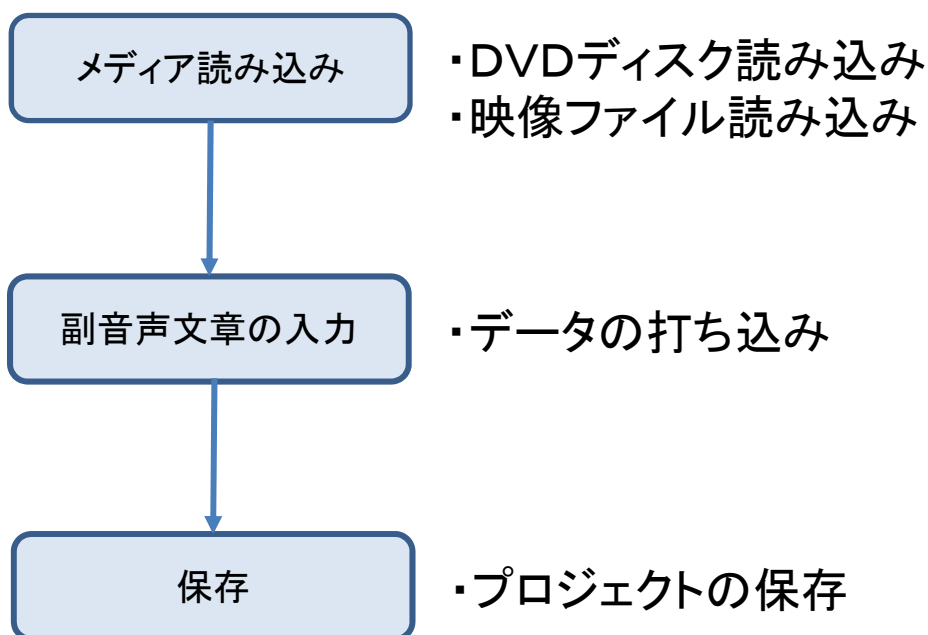 メディア読み込み
・DVDディスク読み込み
・映像ファイル読み込み
副音声文章の入力
・データの打ち込み
保存
・プロジェクトの保存